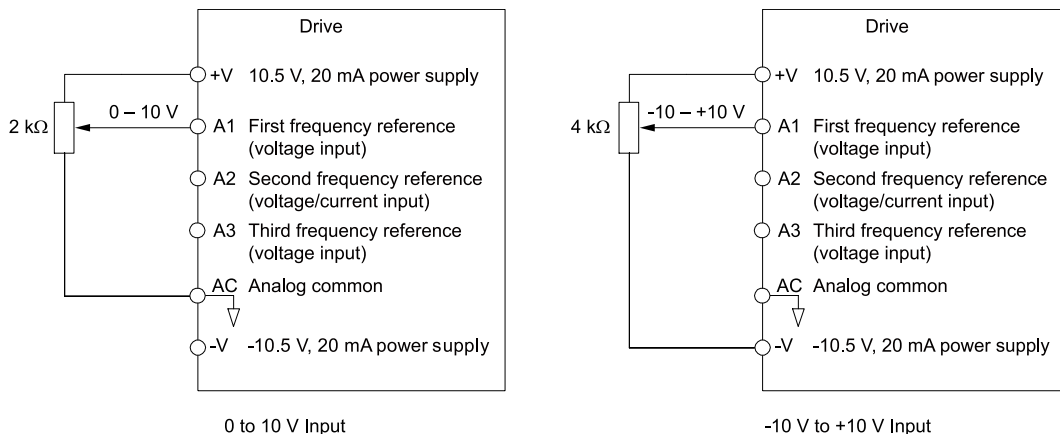 Drive
+V 10.5 V, 20 mA power supply
2 kΩ
0 – 10 V
A1 First frequency reference
(voltage input)
A2 Second frequency reference
(voltage/current input)
A3 Third frequency reference
(voltage input)
AC Analog common
-V -10.5 V, 20 mA power supply
0 to 10 V Input
Drive
+V 10.5 V, 20 mA power supply
4 kΩ
-10 – +10 V
A1 First frequency reference
(voltage input)
A2 Second frequency reference
(voltage/current input)
A3 Third frequency reference
(voltage input)
AC Analog common
-V -10.5 V, 20 mA power supply
-10 V to +10 V Input